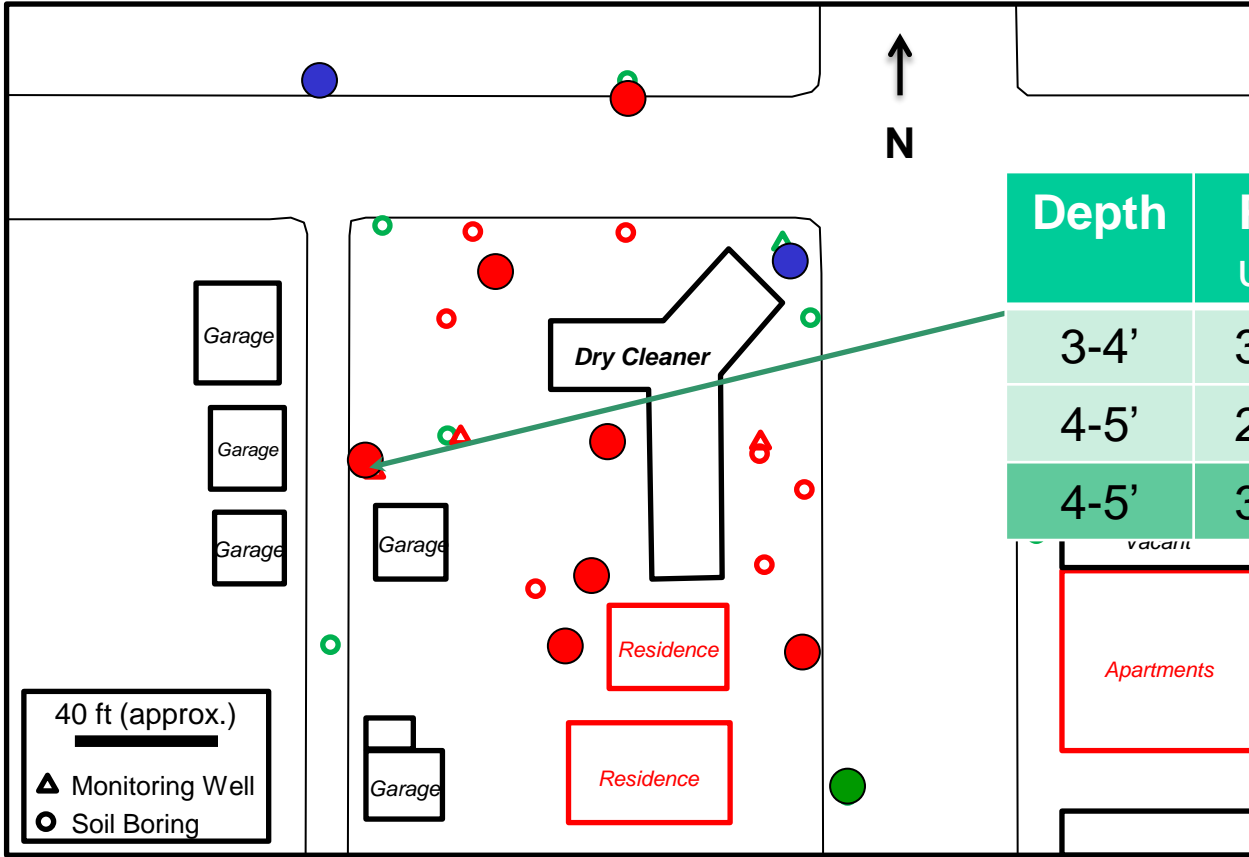 N
Depth
3-4’
4-5’
4-5’
Garage
Dry Cleaner
Garage
Garage
Garage
Vacant
Residence
Apartments
40 ft (approx.)
Monitoring Well
Soil Boring
Garage
Residence